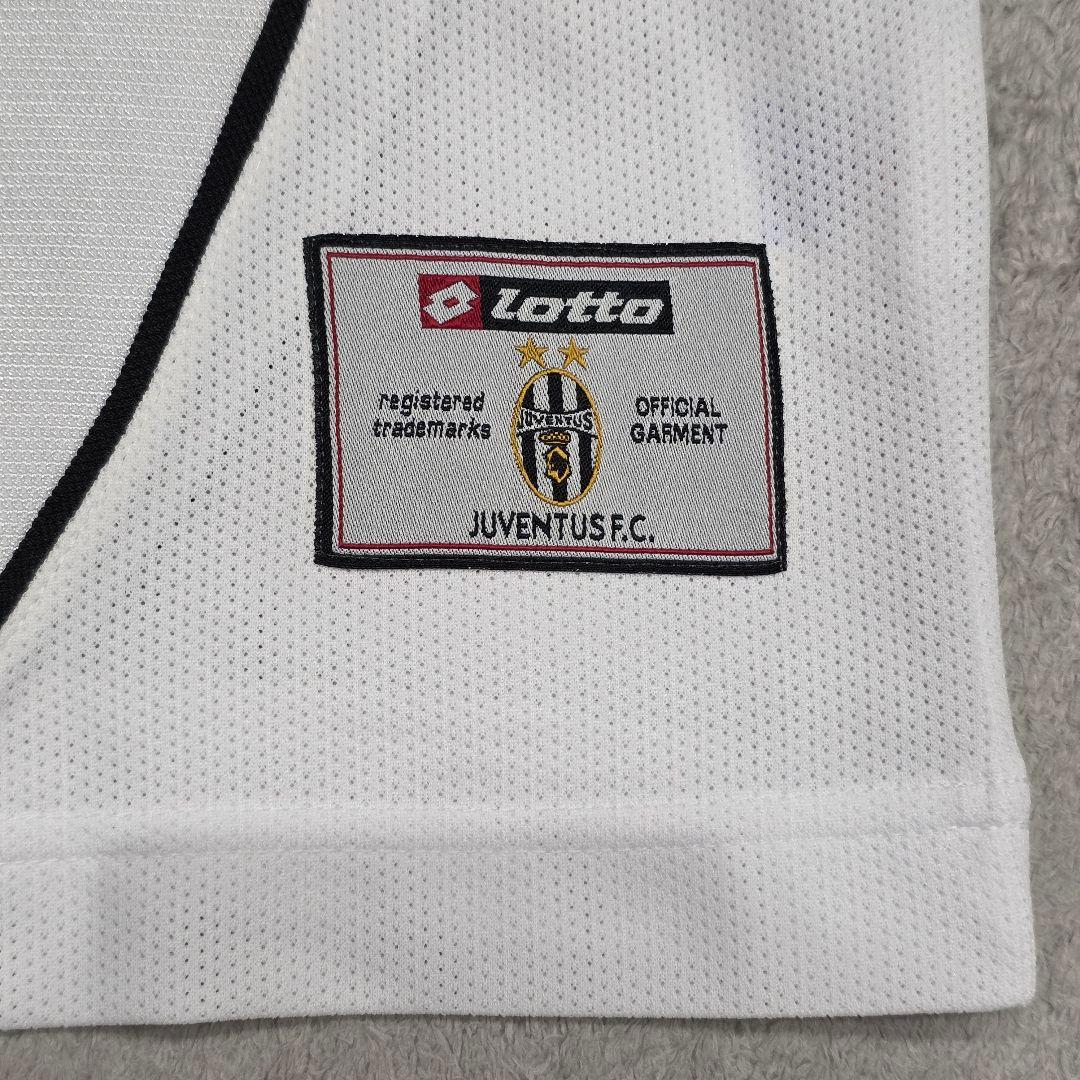 lotto
registered
trademarks
JUVENTUS
OFFICIAL
GARMENT
JUVENTUS F.C.